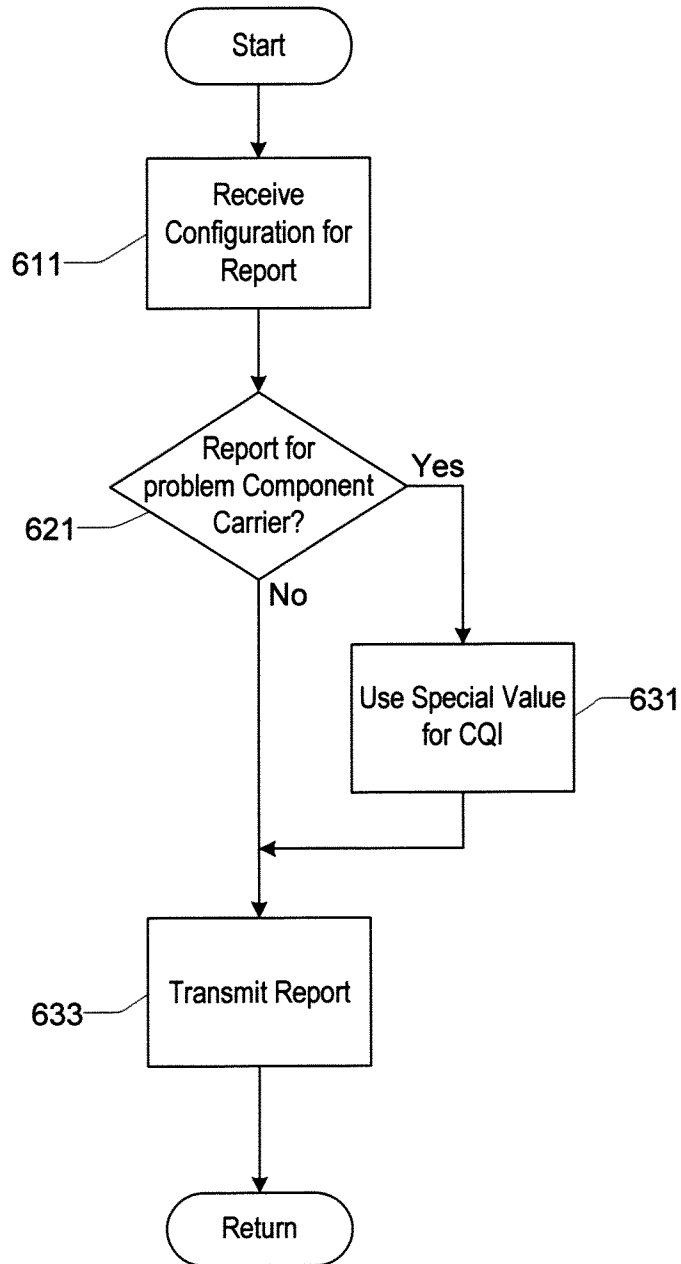 Start
Receive
Configuration for
Report
611
Report for
problem Component
Carrier?
Yes
621
No
Use Special Value
for CQI
631
Transmit Report
633
Return